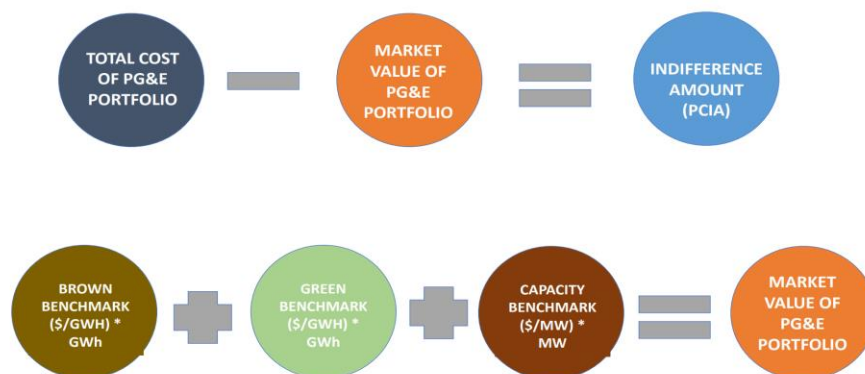 TOTAL COST
OF PG&E
PORTFOLIO
MARKET
VALUE OF
PG&E
PORTFOLIO
INDIFFERENCE
AMOUNT
(PCIA)
BROWN
BENCHMARK
($/GWH) *
GWh
GREEN
BENCHMARK
($/GWH) *
GWh
CAPACITY
BENCHMARK
($/MW) *
MW
MARKET
VALUE OF
PG&E
PORTFOLIO